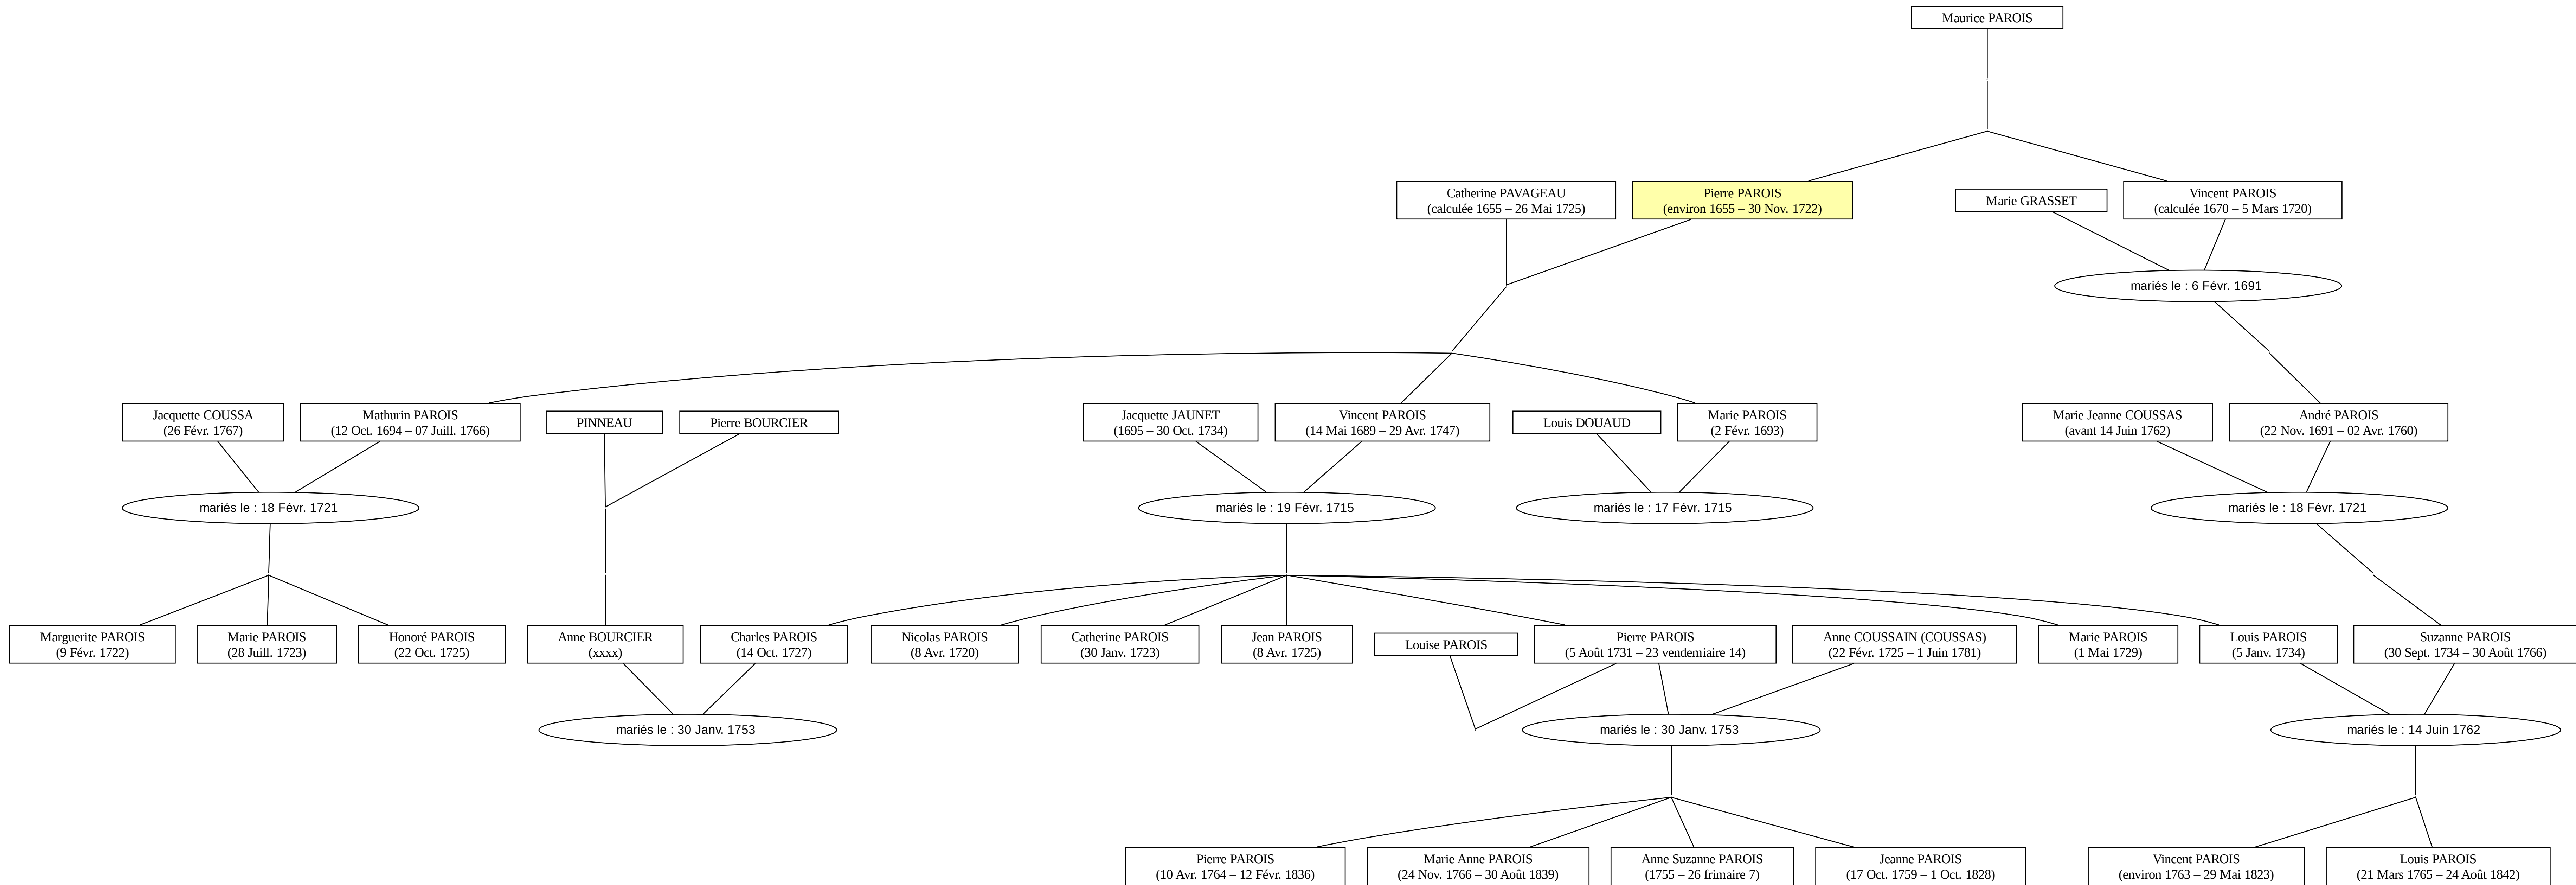 Maurice PAROIS
Catherine PAVAGEAU
(calculée 1655 – 26 Mai 1725)
Pierre PAROIS
(environ 1655 – 30 Nov. 1722)
Marie GRASSET
Vincent PAROIS
(calculée 1670 – 5 Mars 1720)
mariés le : 6 Févr. 1691
Jacquette COUSSA
(26 Févr. 1767)
Mathurin PAROIS
(12 Oct. 1694 – 07 Juill. 1766)
PINNEAU
Pierre BOURCIER
Jacquette JAUNET
(1695 – 30 Oct. 1734)
Vincent PAROIS
(14 Mai 1689 – 29 Avr. 1747)
Louis DOUAUD
Marie PAROIS
(2 Févr. 1693)
Marie Jeanne COUSSAS
(avant 14 Juin 1762)
André PAROIS
(22 Nov. 1691 – 02 Avr. 1760)
mariés le : 18 Févr. 1721
mariés le : 19 Févr. 1715
mariés le : 17 Févr. 1715
mariés le : 18 Févr. 1721
Marguerite PAROIS
(9 Févr. 1722)
Marie PAROIS
(28 Juill. 1723)
Honoré PAROIS
(22 Oct. 1725)
Anne BOURCIER
(xxxx)
Charles PAROIS
(14 Oct. 1727)
Nicolas PAROIS
(8 Avr. 1720)
Catherine PAROIS
(30 Janv. 1723)
Jean PAROIS
(8 Avr. 1725)
Louise PAROIS
Pierre PAROIS
(5 Août 1731 – 23 vendemiaire 14)
Anne COUSSAIN (COUSSAS)
(22 Févr. 1725 – 1 Juin 1781)
Marie PAROIS
(1 Mai 1729)
Louis PAROIS
(5 Janv. 1734)
Suzanne PAROIS
(30 Sept. 1734 – 30 Août 1766)
mariés le : 30 Janv. 1753
mariés le : 30 Janv. 1753
mariés le : 14 Juin 1762
Pierre PAROIS
(10 Avr. 1764 – 12 Févr. 1836)
Marie Anne PAROIS
(24 Nov. 1766 – 30 Août 1839)
Anne Suzanne PAROIS
(1755 – 26 frimaire 7)
Jeanne PAROIS
(17 Oct. 1759 – 1 Oct. 1828)
Vincent PAROIS
(environ 1763 – 29 Mai 1823)
Louis PAROIS
(21 Mars 1765 – 24 Août 1842)